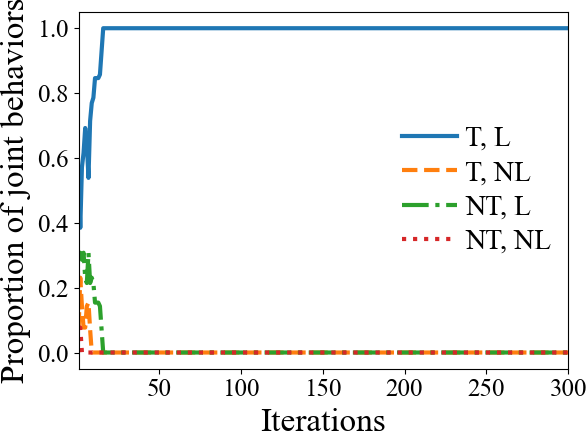 Proportion of joint behaviors
1.0
0.8
0.6
0.4
0.2
0.0
T, L
T, NL
NT, L
NT, NL
50 100 150 200 250 300
Iterations